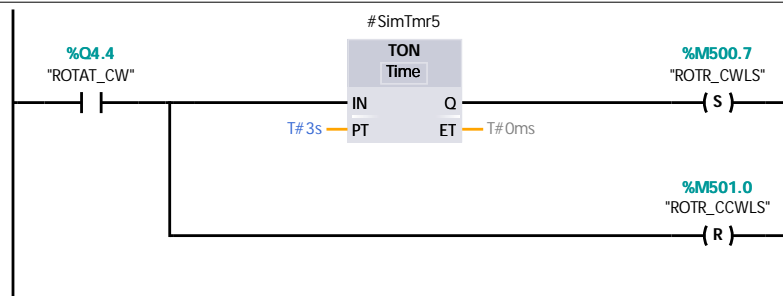 #SimTmr5
%Q4.4
"ROTAT_CW"
TON
Time
%M500.7
"ROTR_CWLS"
IN
Q
S
T#3s
PT
ET
T#0ms
%M501.0
"ROTR_CCWLS"
R